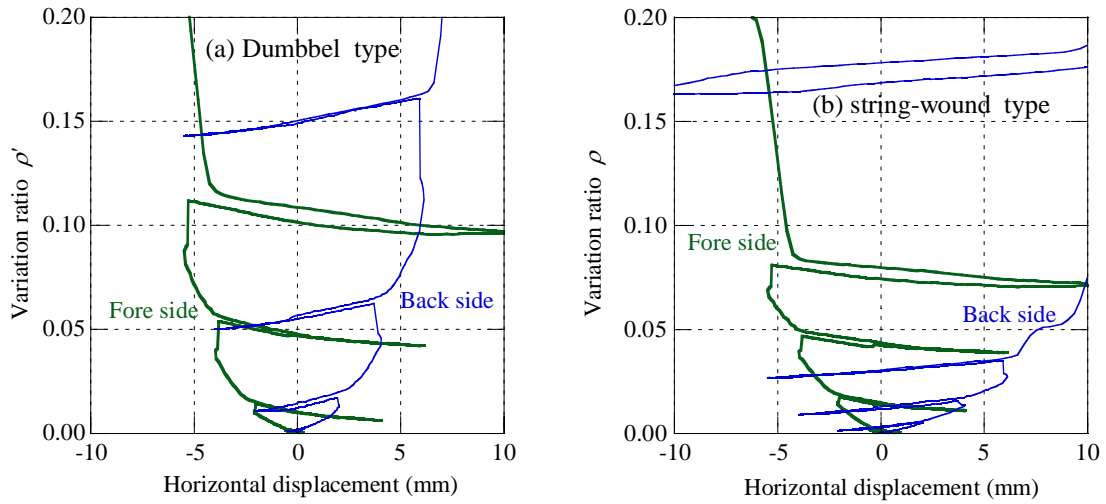 0.20
(a) Dumbbel type
0.15
0.10
Fore side
Back side
0.05
0.00
-10
-5
0
5
10
Variation ratio ρ'
Horizontal displacement (mm)
0.20
(b) string-wound type
0.15
0.10
Fore side
Back side
0.05
0.00
-10
-5
0
5
10
Variation ratio ρ
Horizontal displacement (mm)